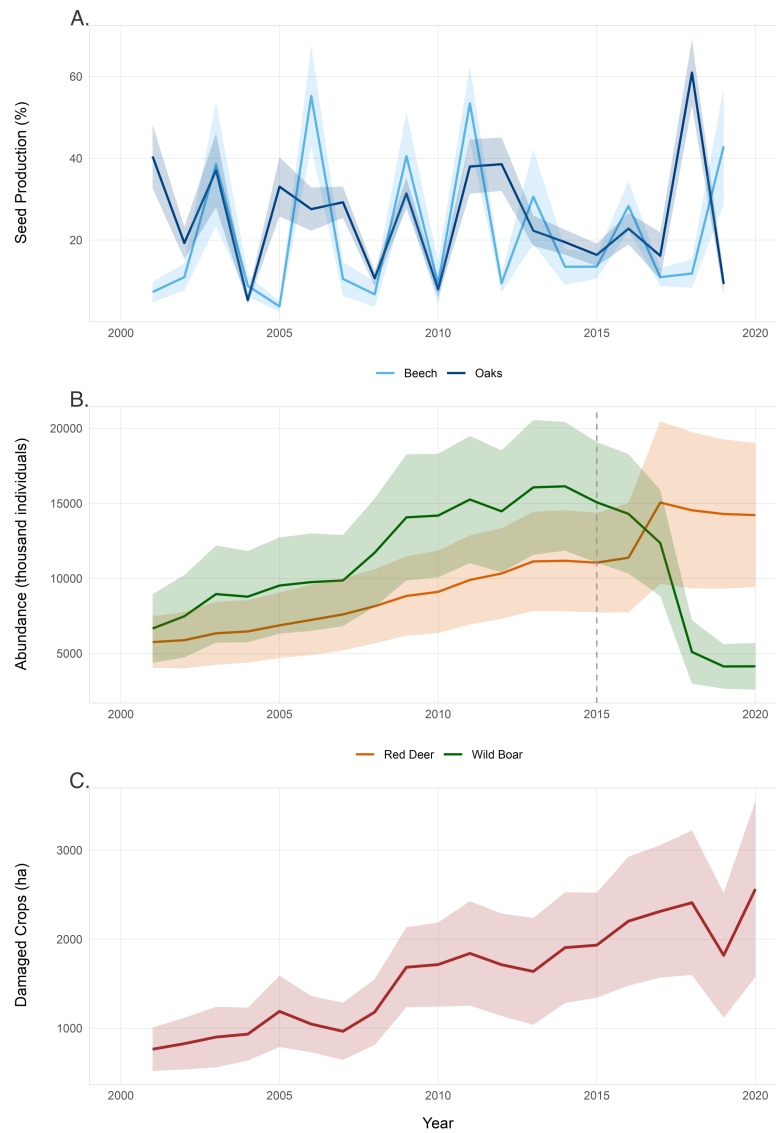 A.
Seed Production (%)
60
40
20
2000 2005 2010 2015 2020
Beech Oaks
B.
Abundance (thousand individuals)
20000
15000
10000
5000
2000 2005 2010 2015 2020
Red Deer Wild Boar
C.
Damaged Crops (ha)
3000
2000
1000
2000 2005 2010 2015 2020
Year